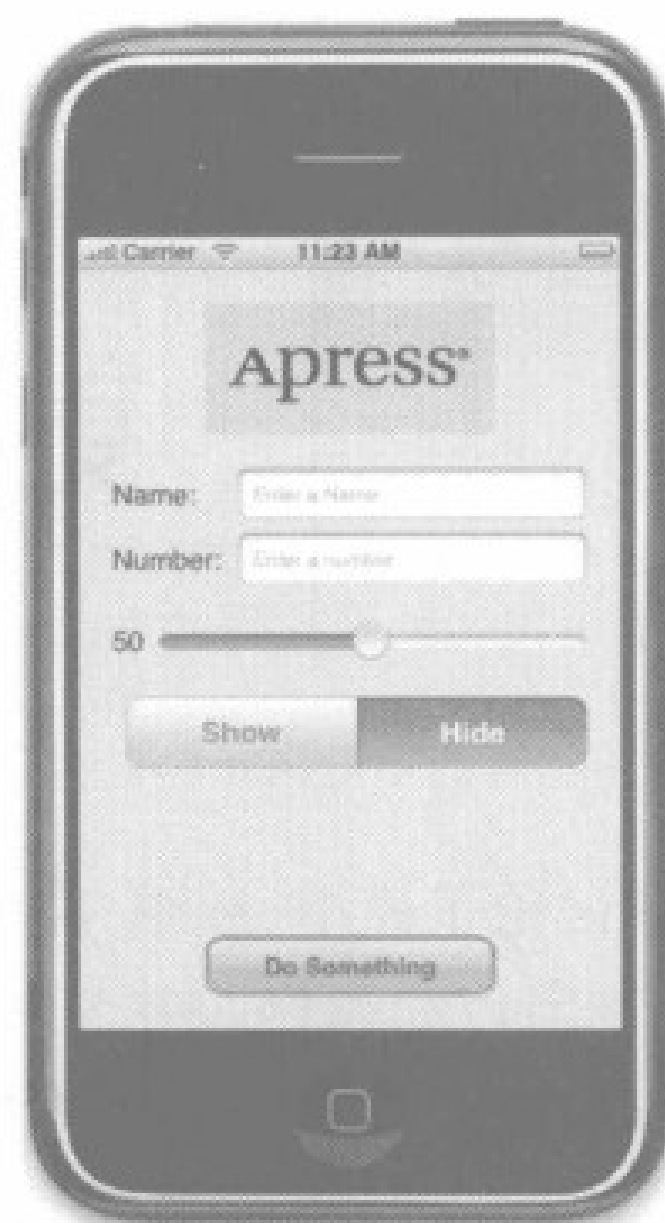 Carrier 11:23 AM
Apress®
Name: Enter a Name
Number: Enter a number
50
Show Hide
Do Something